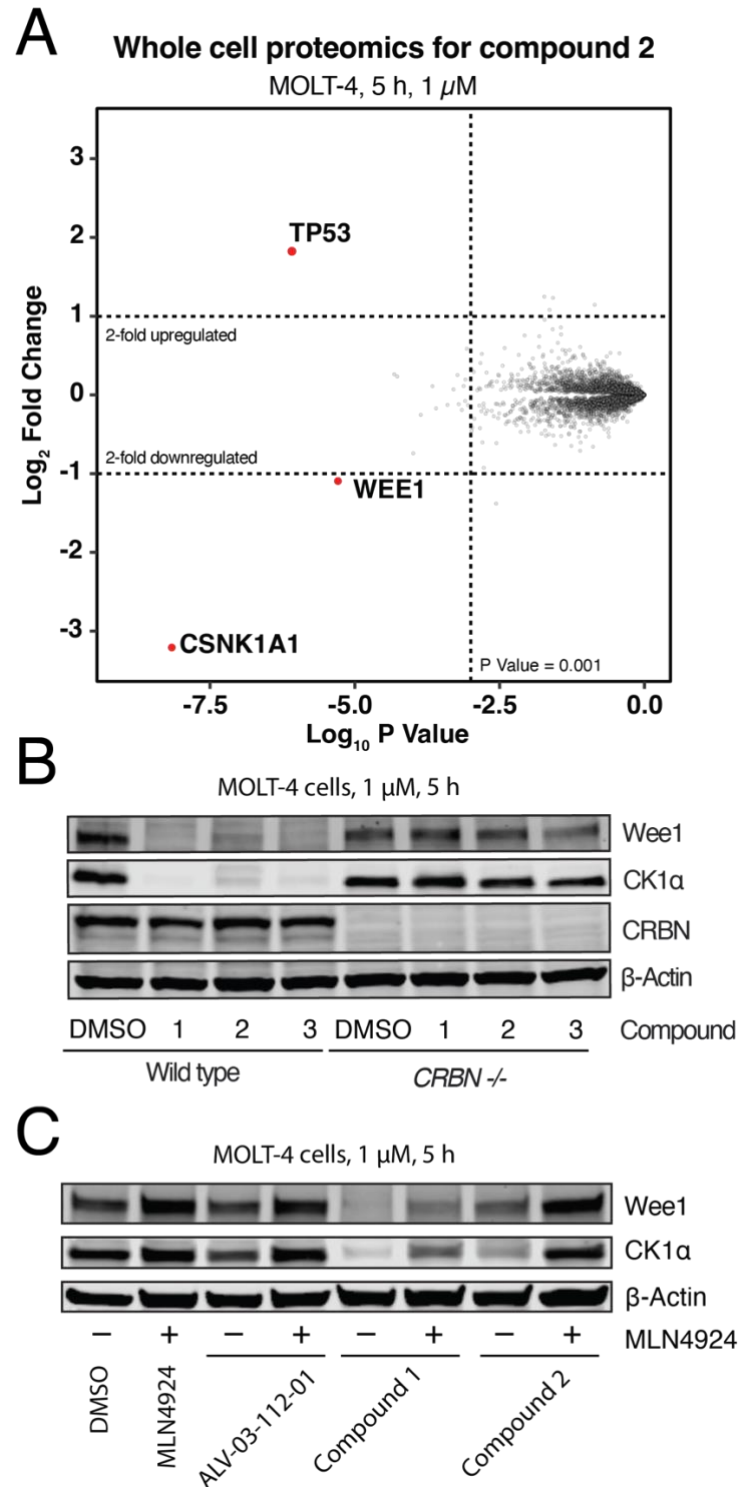 A
Whole cell proteomics for compound 2
MOLT-4, 5 h, 1 µM
3
2
1
0
-1
-2
-3
Log2 Fold Change
TP53
2-fold upregulated
2-fold downregulated
WEE1
CSNK1A1
P Value = 0.001
-7.5 -5.0 -2.5 0.0
Log10 P Value
B
MOLT-4 cells, 1 µM, 5 h
Wee1
CK1α
CRBN
β-Actin
DMSO 1 2 3 DMSO 1 2 3 Compound
Wild type CRBN -/-
C
MOLT-4 cells, 1 µM, 5 h
Wee1
CK1α
β-Actin
− + − + − + − + MLN4924
DMSO
MLN4924
ALV-03-112-01
Compound 1
Compound 2